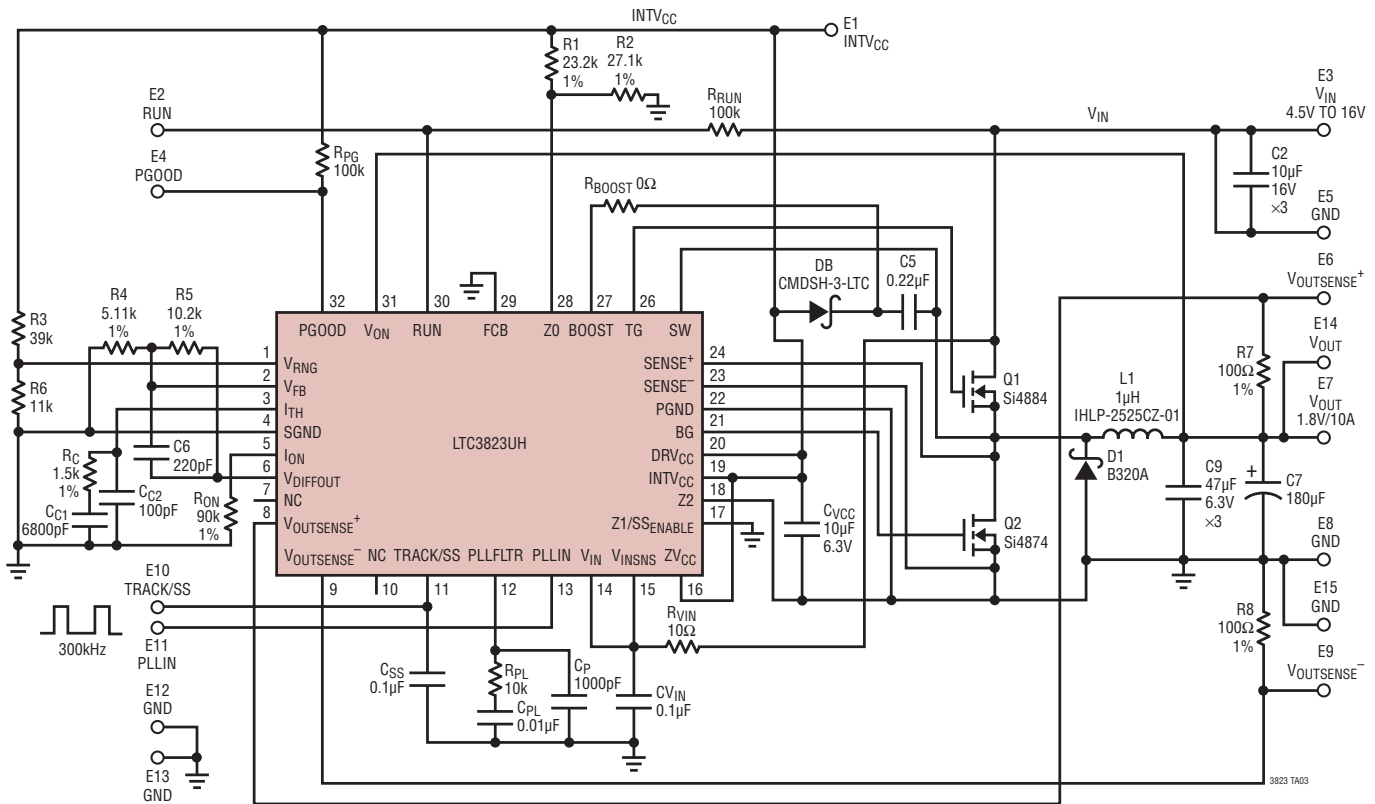 INTVCC
E1
INTVCC
R1
23.2k
1%
R2
27.1k
1%
E2
RUN
RRUN
100k
VIN
E3
VIN
4.5V TO 16V
E4
PGOOD
RPG
100k
C2
10µF
16V
×3
RBOOST 0Ω
E5
GND
DB
CMDSH-3-LTC
C5
0.22µF
E6
VOUTSENSE+
R4
5.11k
1%
R5
10.2k
1%
32
31
30
29
28
27
26
PGOOD
VON
RUN
FCB
Z0
BOOST
TG
SW
R3
39k
E14
VOUT
R7
100Ω
1%
E7
VOUT
1.8V/10A
1
VRNG
2
VFB
3
ITH
4
SGND
5
ION
6
VDIFFOUT
7
NC
8
VOUTSENSE+
LTC3823UH
SENSE+
24
SENSE−
23
PGND
22
BG
21
DRVCC
20
INTVCC
19
Z2
18
Z1/SSENABLE
17
R6
11k
Q1
Si4884
L1
1µH
IHLP-2525CZ-01
RC
1.5k
1%
C6
220pF
D1
B320A
C9
47µF
6.3V
×3
+
C7
180µF
CC1
6800pF
CC2
100pF
RON
90k
1%
CVCC
10µF
6.3V
Q2
Si4874
E8
GND
VOUTSENSE−
NC
TRACK/SS
PLLFLTR
PLLIN
VIN
VINSNS
ZVCC
9
10
11
12
13
14
15
16
E10
TRACK/SS
300kHz
E11
PLLIN
RVIN
10Ω
E15
GND
R8
100Ω
1%
E9
VOUTSENSE−
CSS
0.1µF
RPL
10k
CPL
0.01µF
CP
1000pF
CVIN
0.1µF
E12
GND
E13
GND
3823 TA03